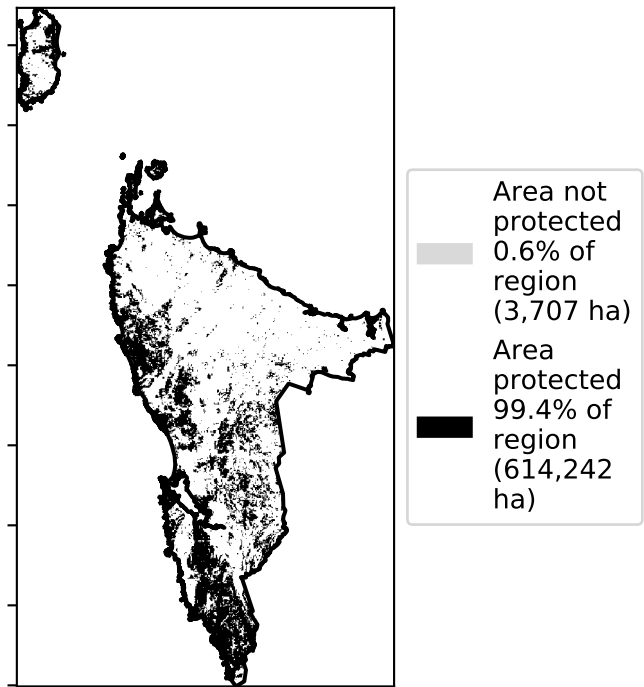 Area not
protected
0.6% of
region
(3,707 ha)
Area
protected
99.4% of
region
(614,242
ha)